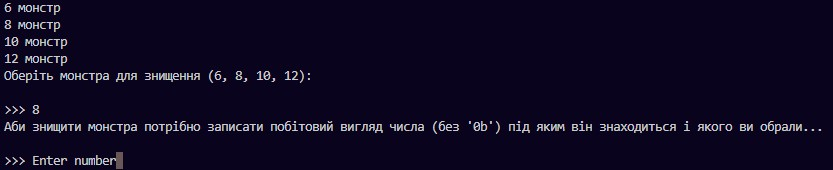 6 монстр
8 монстр
10 монстр
12 монстр
Оберіть монстра для знищення (6, 8, 10, 12):
>>> 8
Аби знищити монстра потрібно записати побітовий вигляд числа (без '0b') під яким він знаходиться і якого ви обрали...
>>> Enter number